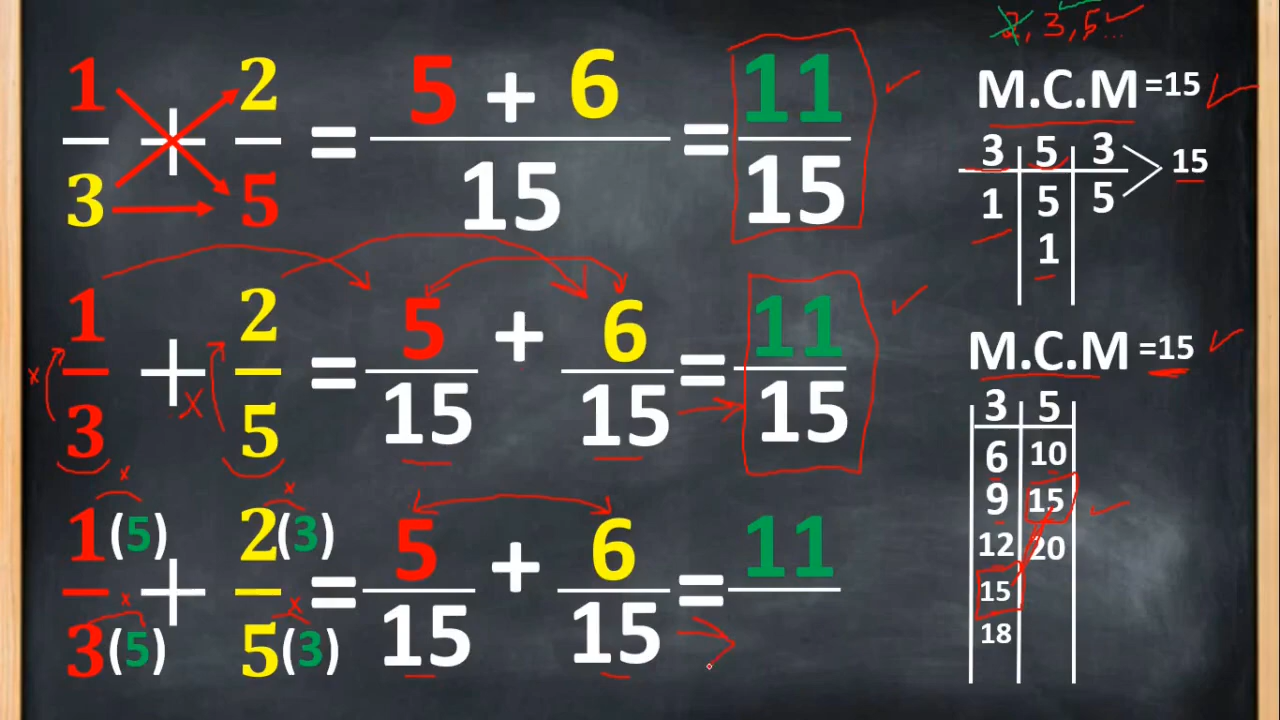 1/3 + 2/5 = 5 + 6/15 = 11/15
1/3 + 2/5 = 5/15 + 6/15 = 11/15
1(5)/3(5) + 2(3)/5(3) = 5/15 + 6/15 = 11
2, 3, 5...
M.C.M =15
3 5 3
1 5 5
1
15
M.C.M =15
3 5
6 10
9 15
12 20
15
18